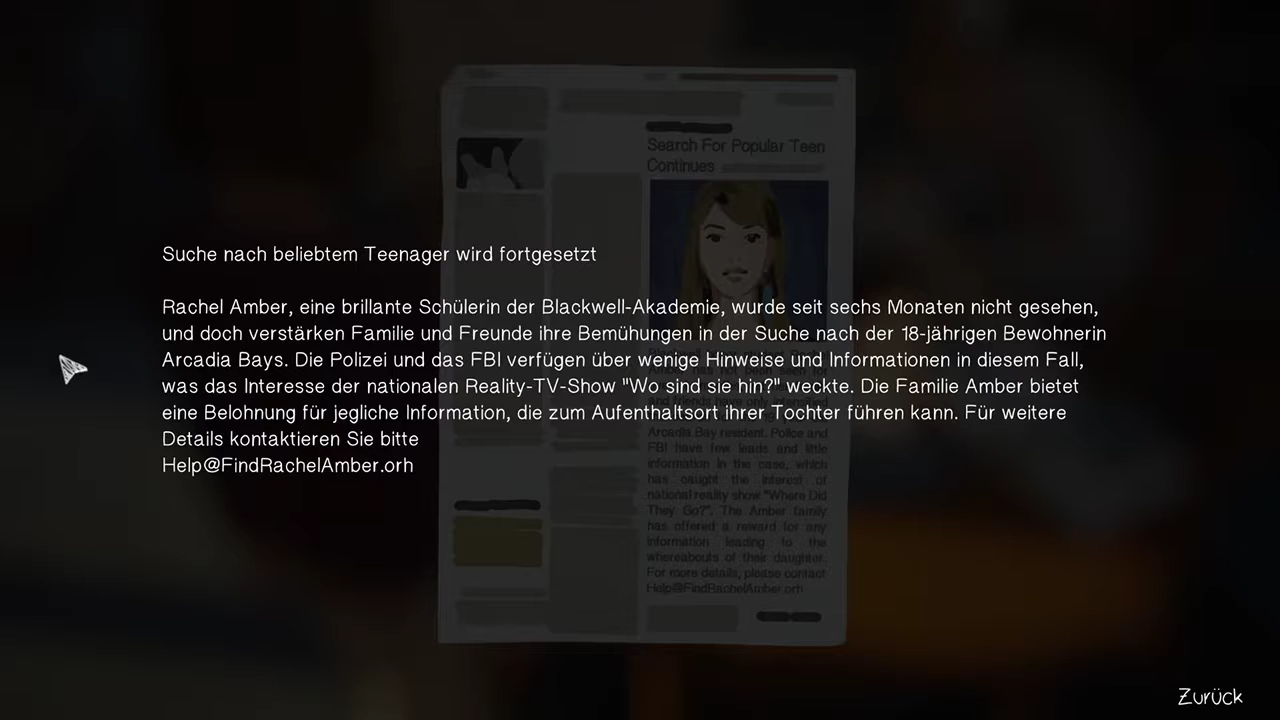 Search For Popular Teen
Continues
Suche nach beliebtem Teenager wird fortgesetzt
Rachel Amber, eine brillante Schülerin der Blackwell-Akademie, wurde seit sechs Monaten nicht gesehen,
und doch verstärken Familie und Freunde ihre Bemühungen in der Suche nach der 18-jährigen Bewohnerin
Arcadia Bays. Die Polizei und das FBI verfügen über wenige Hinweise und Informationen in diesem Fall,
was das Interesse der nationalen Reality-TV-Show "Wo sind sie hin?" weckte. Die Familie Amber bietet
eine Belohnung für jegliche Information, die zum Aufenthaltsort ihrer Tochter führen kann. Für weitere
Details kontaktieren Sie bitte
Help@FindRachelAmber.orh
and friends have only intensified
Arcadia Bay resident. Police and
FBI have few leads and little
information in the case, which
has caught the interest of
national reality show "Where Did
They Go?". The Amber family
has offered a reward for any
information leading to the
whereabouts of their daughter.
For more details, please contact
Help@FindRachelAmber.orh
Zurück